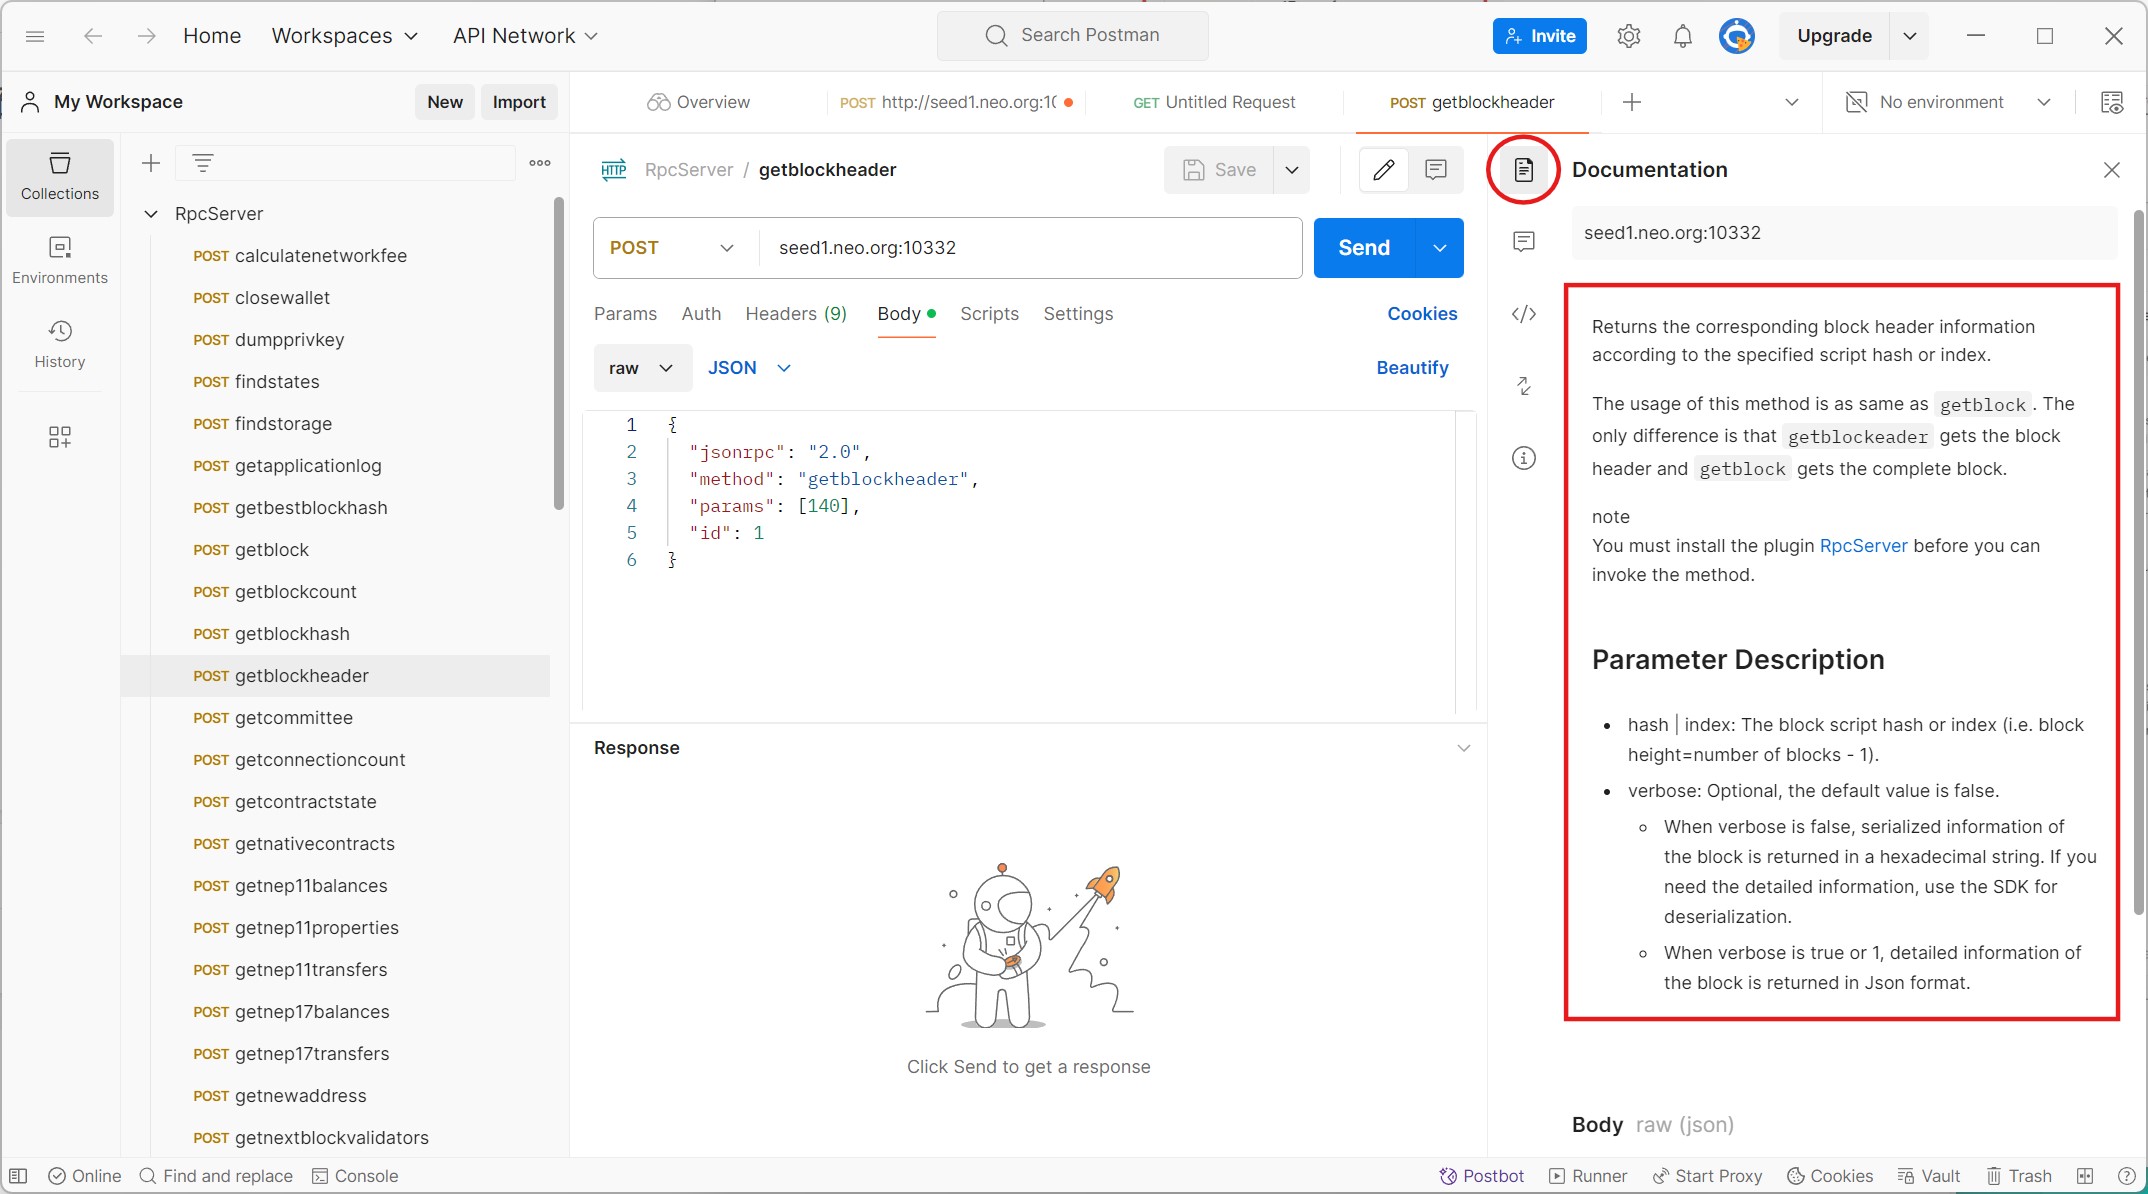 Home
Workspaces
API Network
Search Postman
Invite
Upgrade
My Workspace
New
Import
Overview
POST http://seed1.neo.org:10
GET Untitled Request
POST getblockheader
No environment
Collections
Environments
History
RpcServer
POST calculatenetworkfee
POST closewallet
POST dumpprivkey
POST findstates
POST findstorage
POST getapplicationlog
POST getbestblockhash
POST getblock
POST getblockcount
POST getblockhash
POST getblockheader
POST getcommittee
POST getconnectioncount
POST getcontractstate
POST getnativecontracts
POST getnep11balances
POST getnep11properties
POST getnep11transfers
POST getnep17balances
POST getnep17transfers
POST getnewaddress
POST getnextblockvalidators
HTTP RpcServer / getblockheader
Save
POST
seed1.neo.org:10332
Send
Params
Auth
Headers (9)
Body
Scripts
Settings
Cookies
raw
JSON
Beautify
1 {
2 "jsonrpc": "2.0",
3 "method": "getblockheader",
4 "params": [140],
5 "id": 1
6 }
Response
Click Send to get a response
Documentation
seed1.neo.org:10332
Returns the corresponding block header information
according to the specified script hash or index.
The usage of this method is as same as getblock. The
only difference is that getblockeader gets the block
header and getblock gets the complete block.
note
You must install the plugin RpcServer before you can
invoke the method.
Parameter Description
• hash | index: The block script hash or index (i.e. block
height=number of blocks - 1).
• verbose: Optional, the default value is false.
◦ When verbose is false, serialized information of
the block is returned in a hexadecimal string. If you
need the detailed information, use the SDK for
deserialization.
◦ When verbose is true or 1, detailed information of
the block is returned in Json format.
Body raw (json)
Online
Find and replace
Console
Postbot
Runner
Start Proxy
Cookies
Vault
Trash